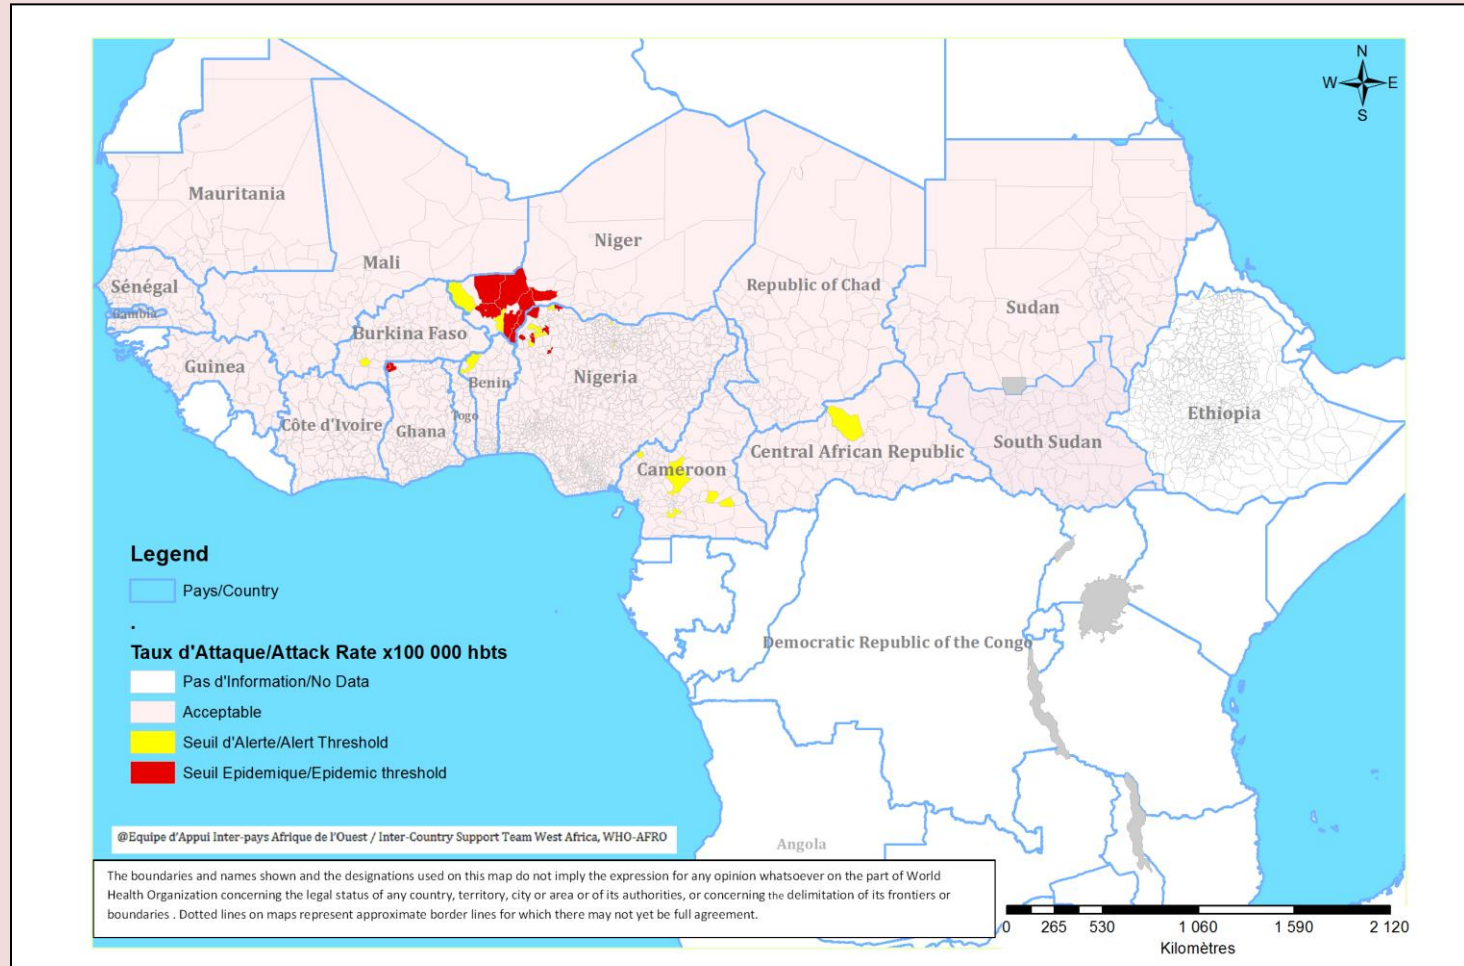 N
W E
S
Mauritania
Mali
Niger
Republic of Chad
Sudan
Sénégal
Gambia
Burkina Faso
Guinea
Benin
Nigeria
Côte d'Ivoire
Ghana
Togo
Cameroon
Central African Republic
South Sudan
Ethiopia
Democratic Republic of the Congo
Angola
Legend
Pays/Country
.
Taux d'Attaque/Attack Rate x100 000 hbts
Pas d'Information/No Data
Acceptable
Seuil d'Alerte/Alert Threshold
Seuil Epidemique/Epidemic threshold
@Equipe d'Appui Inter-pays Afrique de l'Ouest / Inter-Country Support Team West Africa, WHO-AFRO
The boundaries and names shown and the designations used on this map do not imply the expression for any opinion whatsoever on the part of World
Health Organization concerning the legal status of any country, territory, city or area or of its authorities, or concerning the delimitation of its frontiers or
boundaries . Dotted lines on maps represent approximate border lines for which there may not yet be full agreement.
0 265 530 1 060 1 590 2 120
Kilomètres